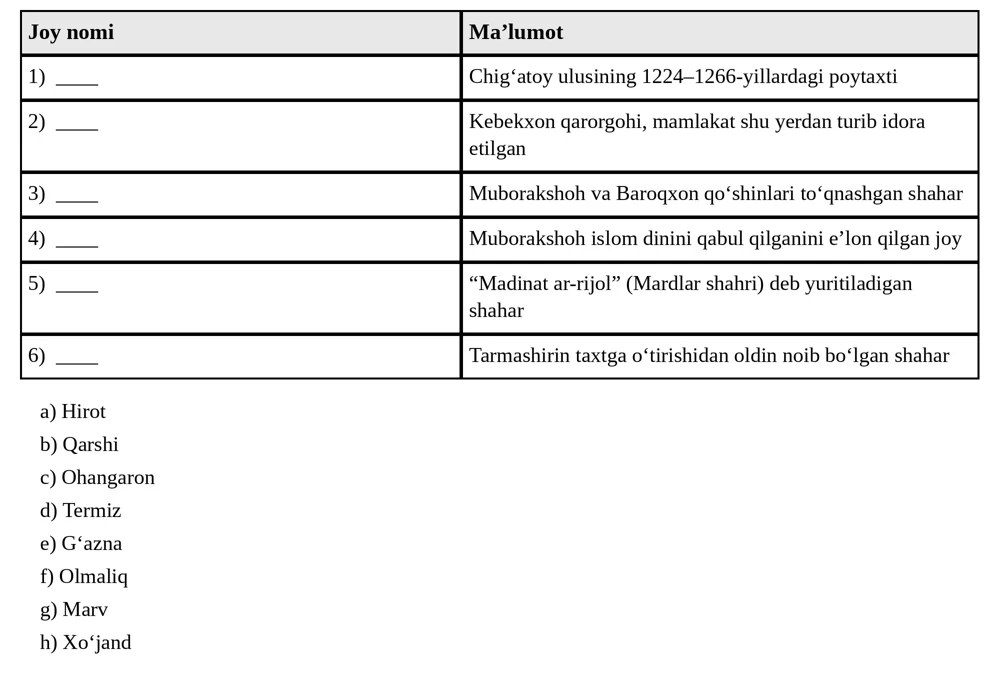 Joy nomi Ma’lumot
1) ____ Chig‘atoy ulusining 1224–1266-yillardagi poytaxti
2) ____ Kebekxon qarorgohi, mamlakat shu yerdan turib idora
etilgan
3) ____ Muborakshoh va Baroqxon qo‘shinlari to‘qnashgan shahar
4) ____ Muborakshoh islom dinini qabul qilganini e’lon qilgan joy
5) ____ “Madinat ar-rijol” (Mardlar shahri) deb yuritiladigan
shahar
6) ____ Tarmashirin taxtga o‘tirishidan oldin noib bo‘lgan shahar
a) Hirot
b) Qarshi
c) Ohangaron
d) Termiz
e) G‘azna
f) Olmaliq
g) Marv
h) Xo‘jand